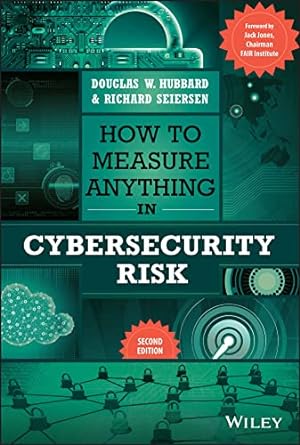 Foreword by
Jack Jones,
Chairman
FAIR Institute
DOUGLAS W. HUBBARD
& RICHARD SEIERSEN
HOW TO
MEASURE
ANYTHING
IN
CYBERSECURITY
RISK
SECOND
EDITION
WILEY